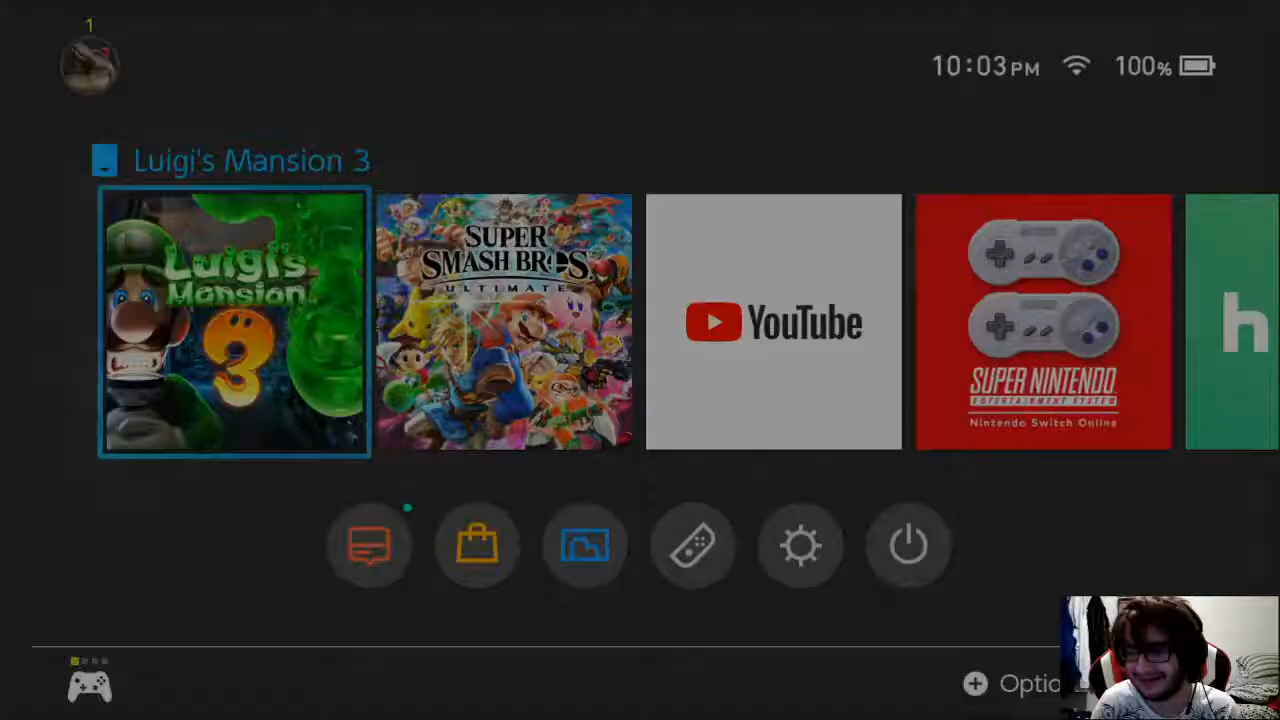 1
10:03PM 100%
Luigi's Mansion 3
Luigi's
Mansion
3
SUPER
SMASH BROS.
ULTIMATE
YouTube
SUPER NINTENDO
ENTERTAINMENT SYSTEM
Nintendo Switch Online
h
Optio